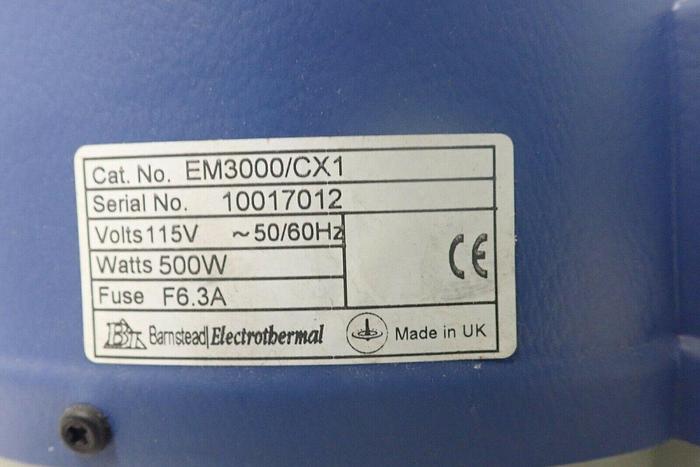 Cat. No. EM3000/CX1
Serial No. 10017012
Volts 115V ~50/60Hz
Watts 500W
CE
Fuse F6.3A
Barnstead|Electrothermal Made in UK